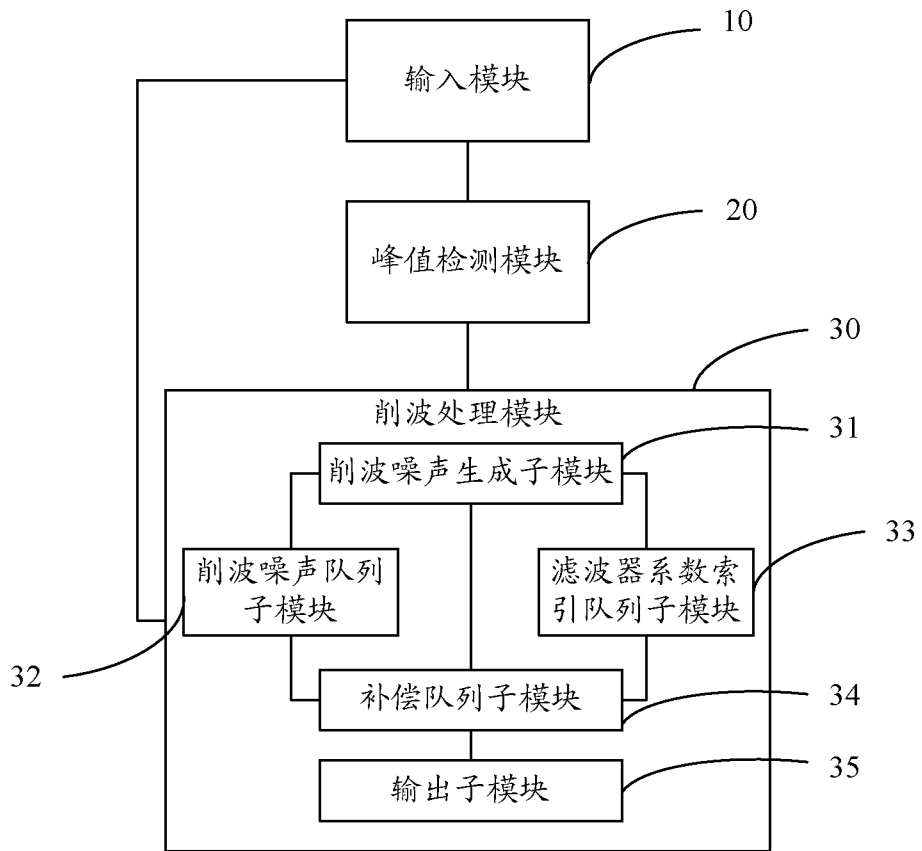 10
输入模块
20
峰值检测模块
30
削波处理模块
31
削波噪声生成子模块
33
削波噪声队列
子模块
滤波器系数索
引队列子模块
32
补偿队列子模块
34
输出子模块
35